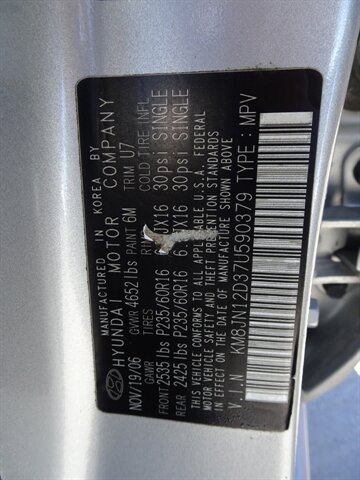 HYUNDAI MOTOR COMPANY
MADE IN KOREA BY
NOV/19/06 GVWR 4652 lbs PAINT 6M TRIM U7
GAWR TIRES COLD TIRE INFL
FRONT 2535 lbs P235/60R16 30psi SINGLE
REAR 2425 lbs P235/60R16 30psi SINGLE
THIS VEHICLE CONFORMS TO ALL APPLICABLE U.S.A. FEDERAL
MOTOR VEHICLE SAFETY AND THEFT PREVENTION STANDARDS
IN EFFECT ON THE DATE OF MANUFACTURE SHOWN ABOVE
V.I.N KM8JN12D37U590379 TYPE : MPV